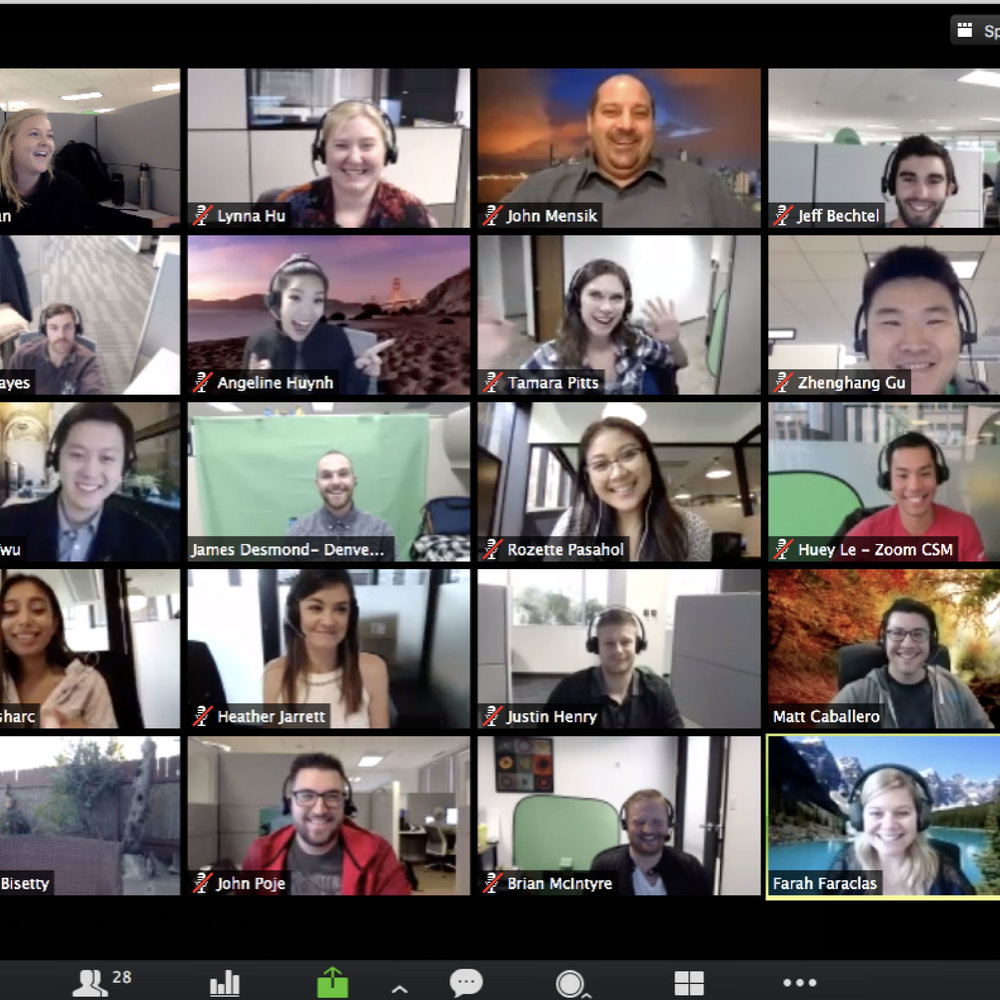 Sp
an
Lynna Hu
John Mensik
Jeff Bechtel
ayes
Angeline Huynh
Tamara Pitts
Zhenghang Gu
wu
James Desmond- Denve...
Rozette Pasahol
Huey Le - Zoom CSM
sharc
Heather Jarrett
Justin Henry
Matt Caballero
Bisetty
John Poje
Brian McIntyre
Farah Faraclas
28